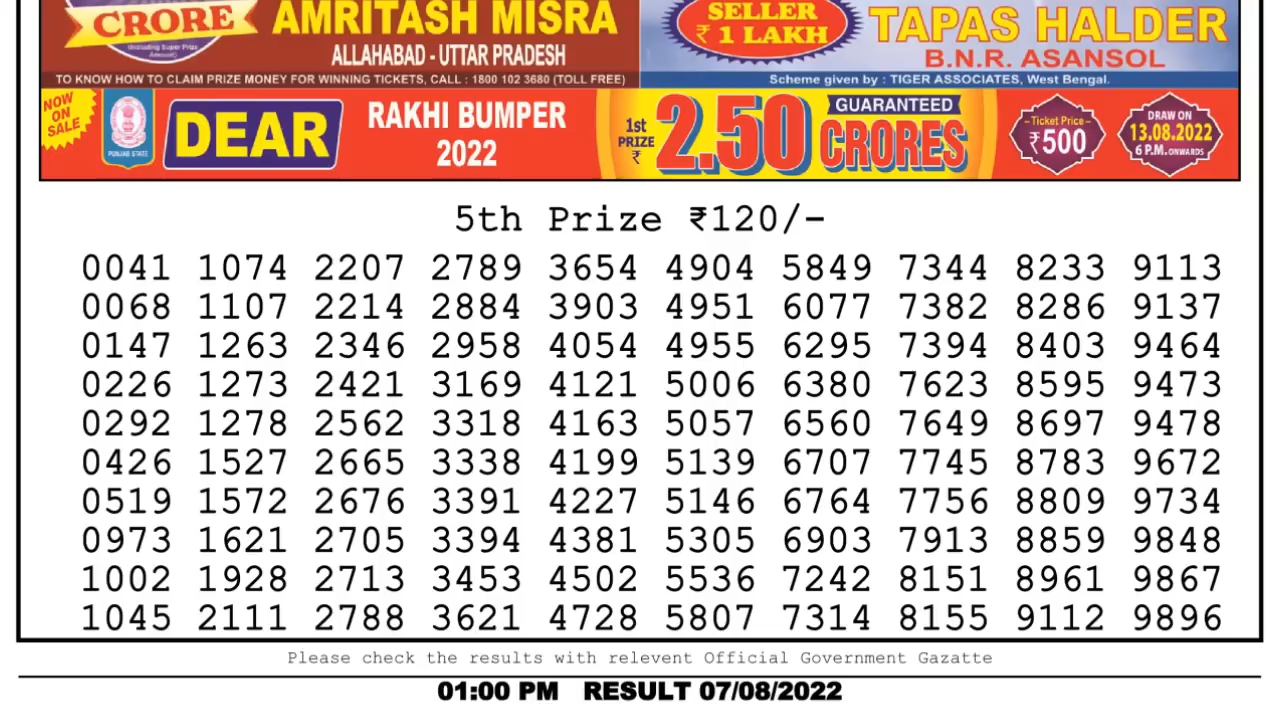 CRORE
(Including Super Prize Amount)
AMRITASH MISRA
ALLAHABAD - UTTAR PRADESH
TO KNOW HOW TO CLAIM PRIZE MONEY FOR WINNING TICKETS, CALL : 1800 102 3680 (TOLL FREE)
SELLER
₹ 1 LAKH
TAPAS HALDER
B.N.R. ASANSOL
Scheme given by : TIGER ASSOCIATES, West Bengal.
NOW
ON
SALE
PUNJAB STATE
DEAR
RAKHI BUMPER
2022
1st
PRIZE
₹
2.50
GUARANTEED
CRORES
Ticket Price
₹500
DRAW ON
13.08.2022
6 P.M. ONWARDS
5th Prize ₹120/-
0041 1074 2207 2789 3654 4904 5849 7344 8233 9113
0068 1107 2214 2884 3903 4951 6077 7382 8286 9137
0147 1263 2346 2958 4054 4955 6295 7394 8403 9464
0226 1273 2421 3169 4121 5006 6380 7623 8595 9473
0292 1278 2562 3318 4163 5057 6560 7649 8697 9478
0426 1527 2665 3338 4199 5139 6707 7745 8783 9672
0519 1572 2676 3391 4227 5146 6764 7756 8809 9734
0973 1621 2705 3394 4381 5305 6903 7913 8859 9848
1002 1928 2713 3453 4502 5536 7242 8151 8961 9867
1045 2111 2788 3621 4728 5807 7314 8155 9112 9896
Please check the results with relevent Official Government Gazatte
01:00 PM RESULT 07/08/2022